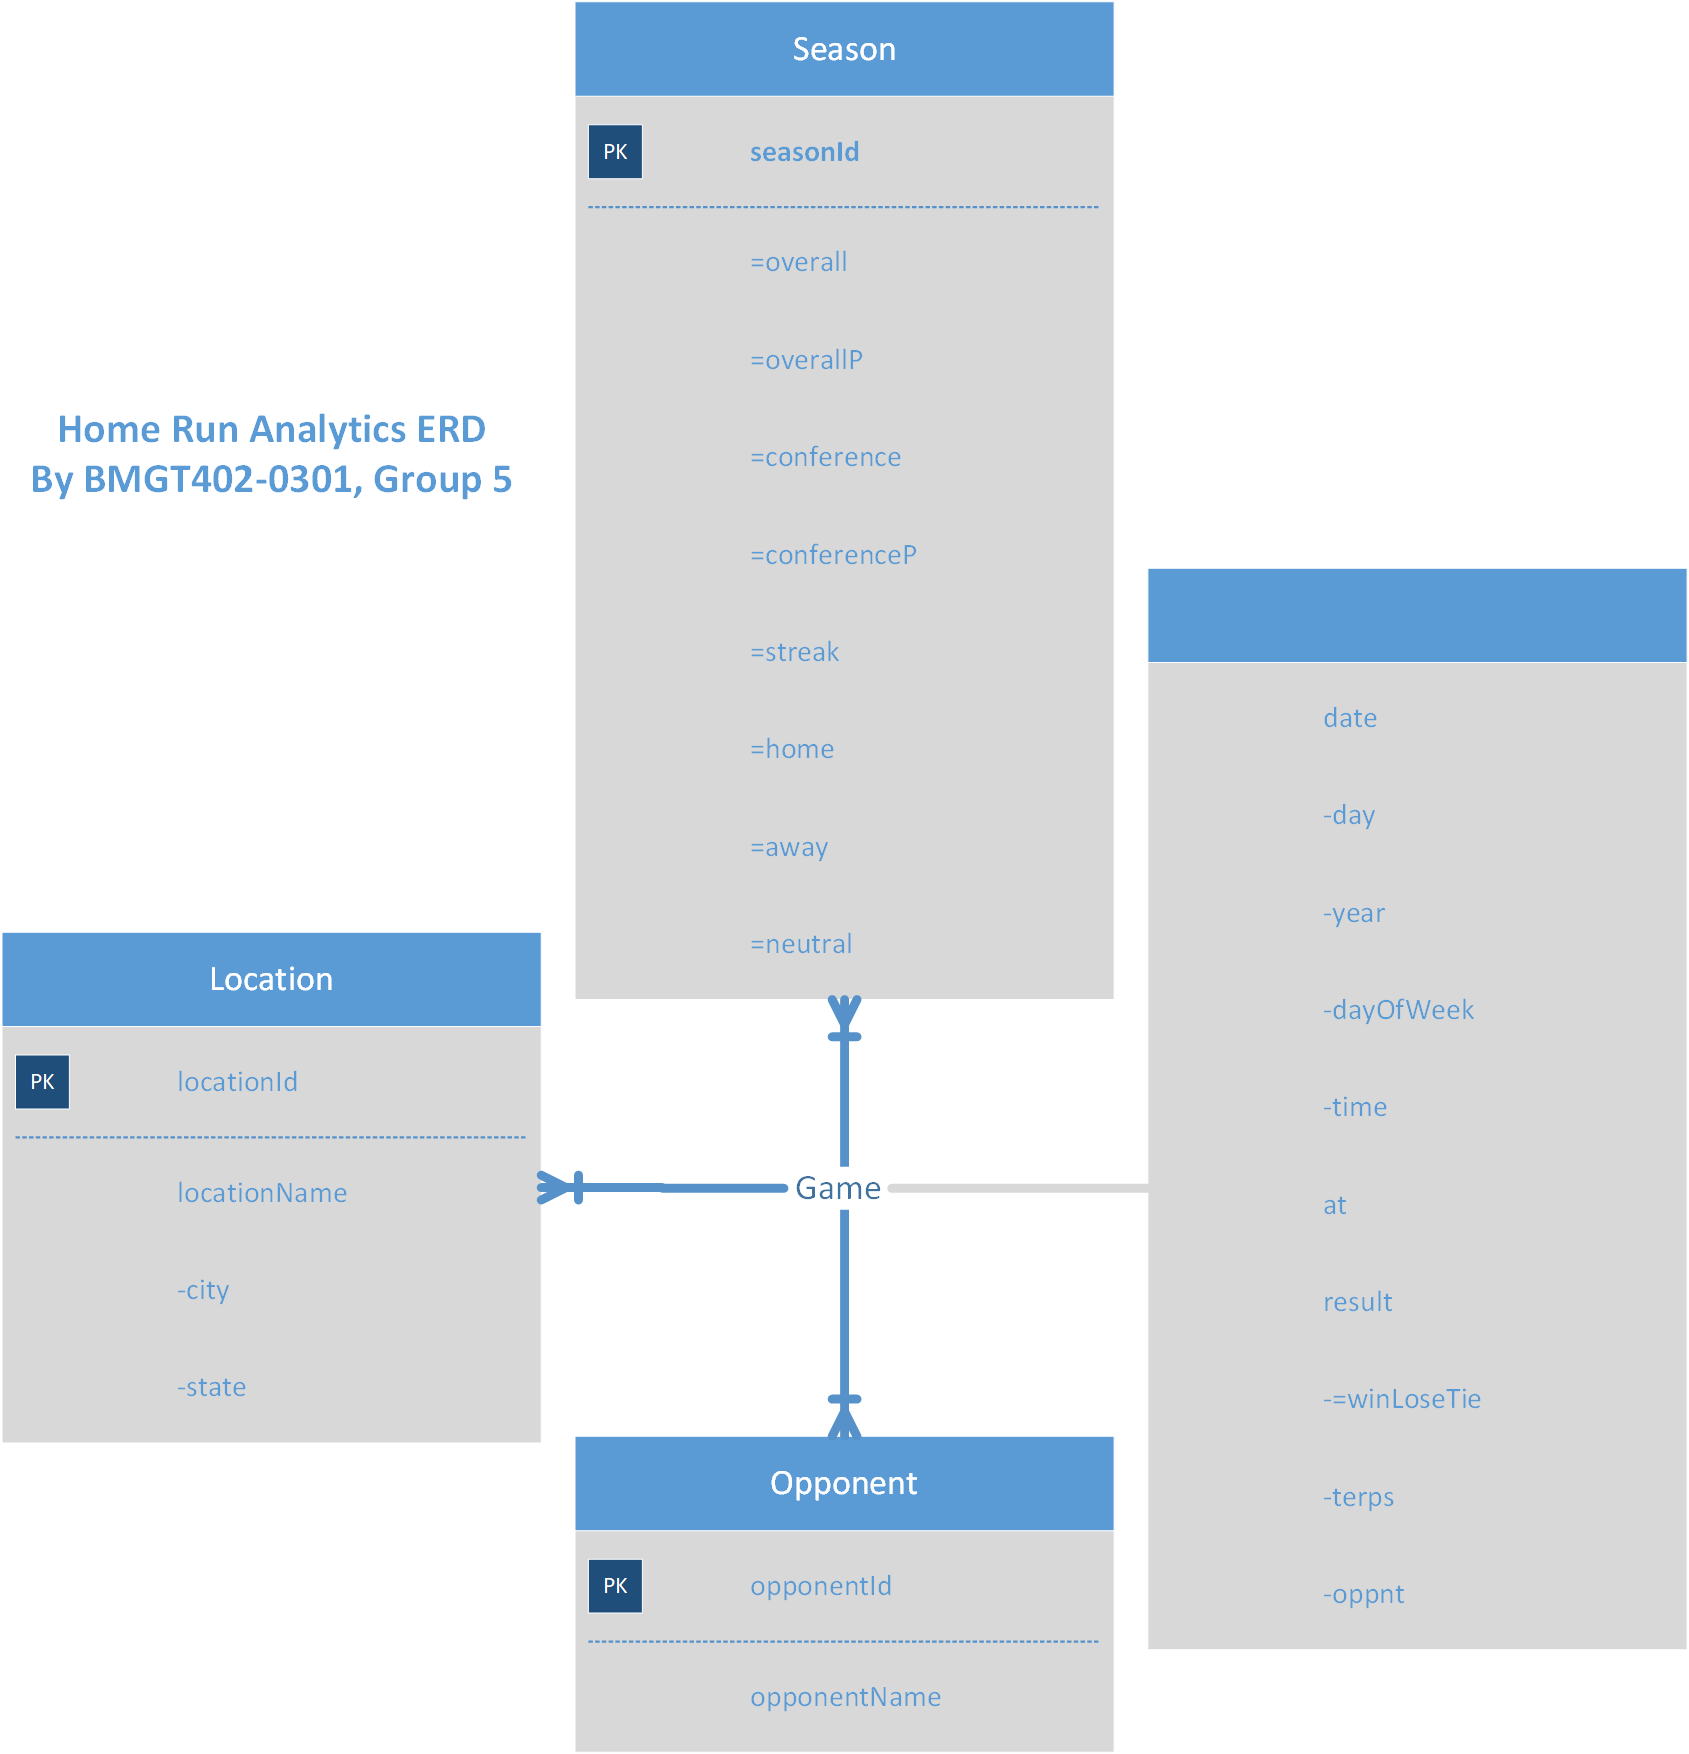 Season
PK
seasonId
=overall
=overallP
=conference
=conferenceP
=streak
=home
=away
=neutral
Home Run Analytics ERD
By BMGT402-0301, Group 5
date
-day
-year
-dayOfWeek
-time
at
result
-=winLoseTie
-terps
-oppnt
Location
PK
locationId
locationName
-city
-state
Game
Opponent
PK
opponentId
opponentName